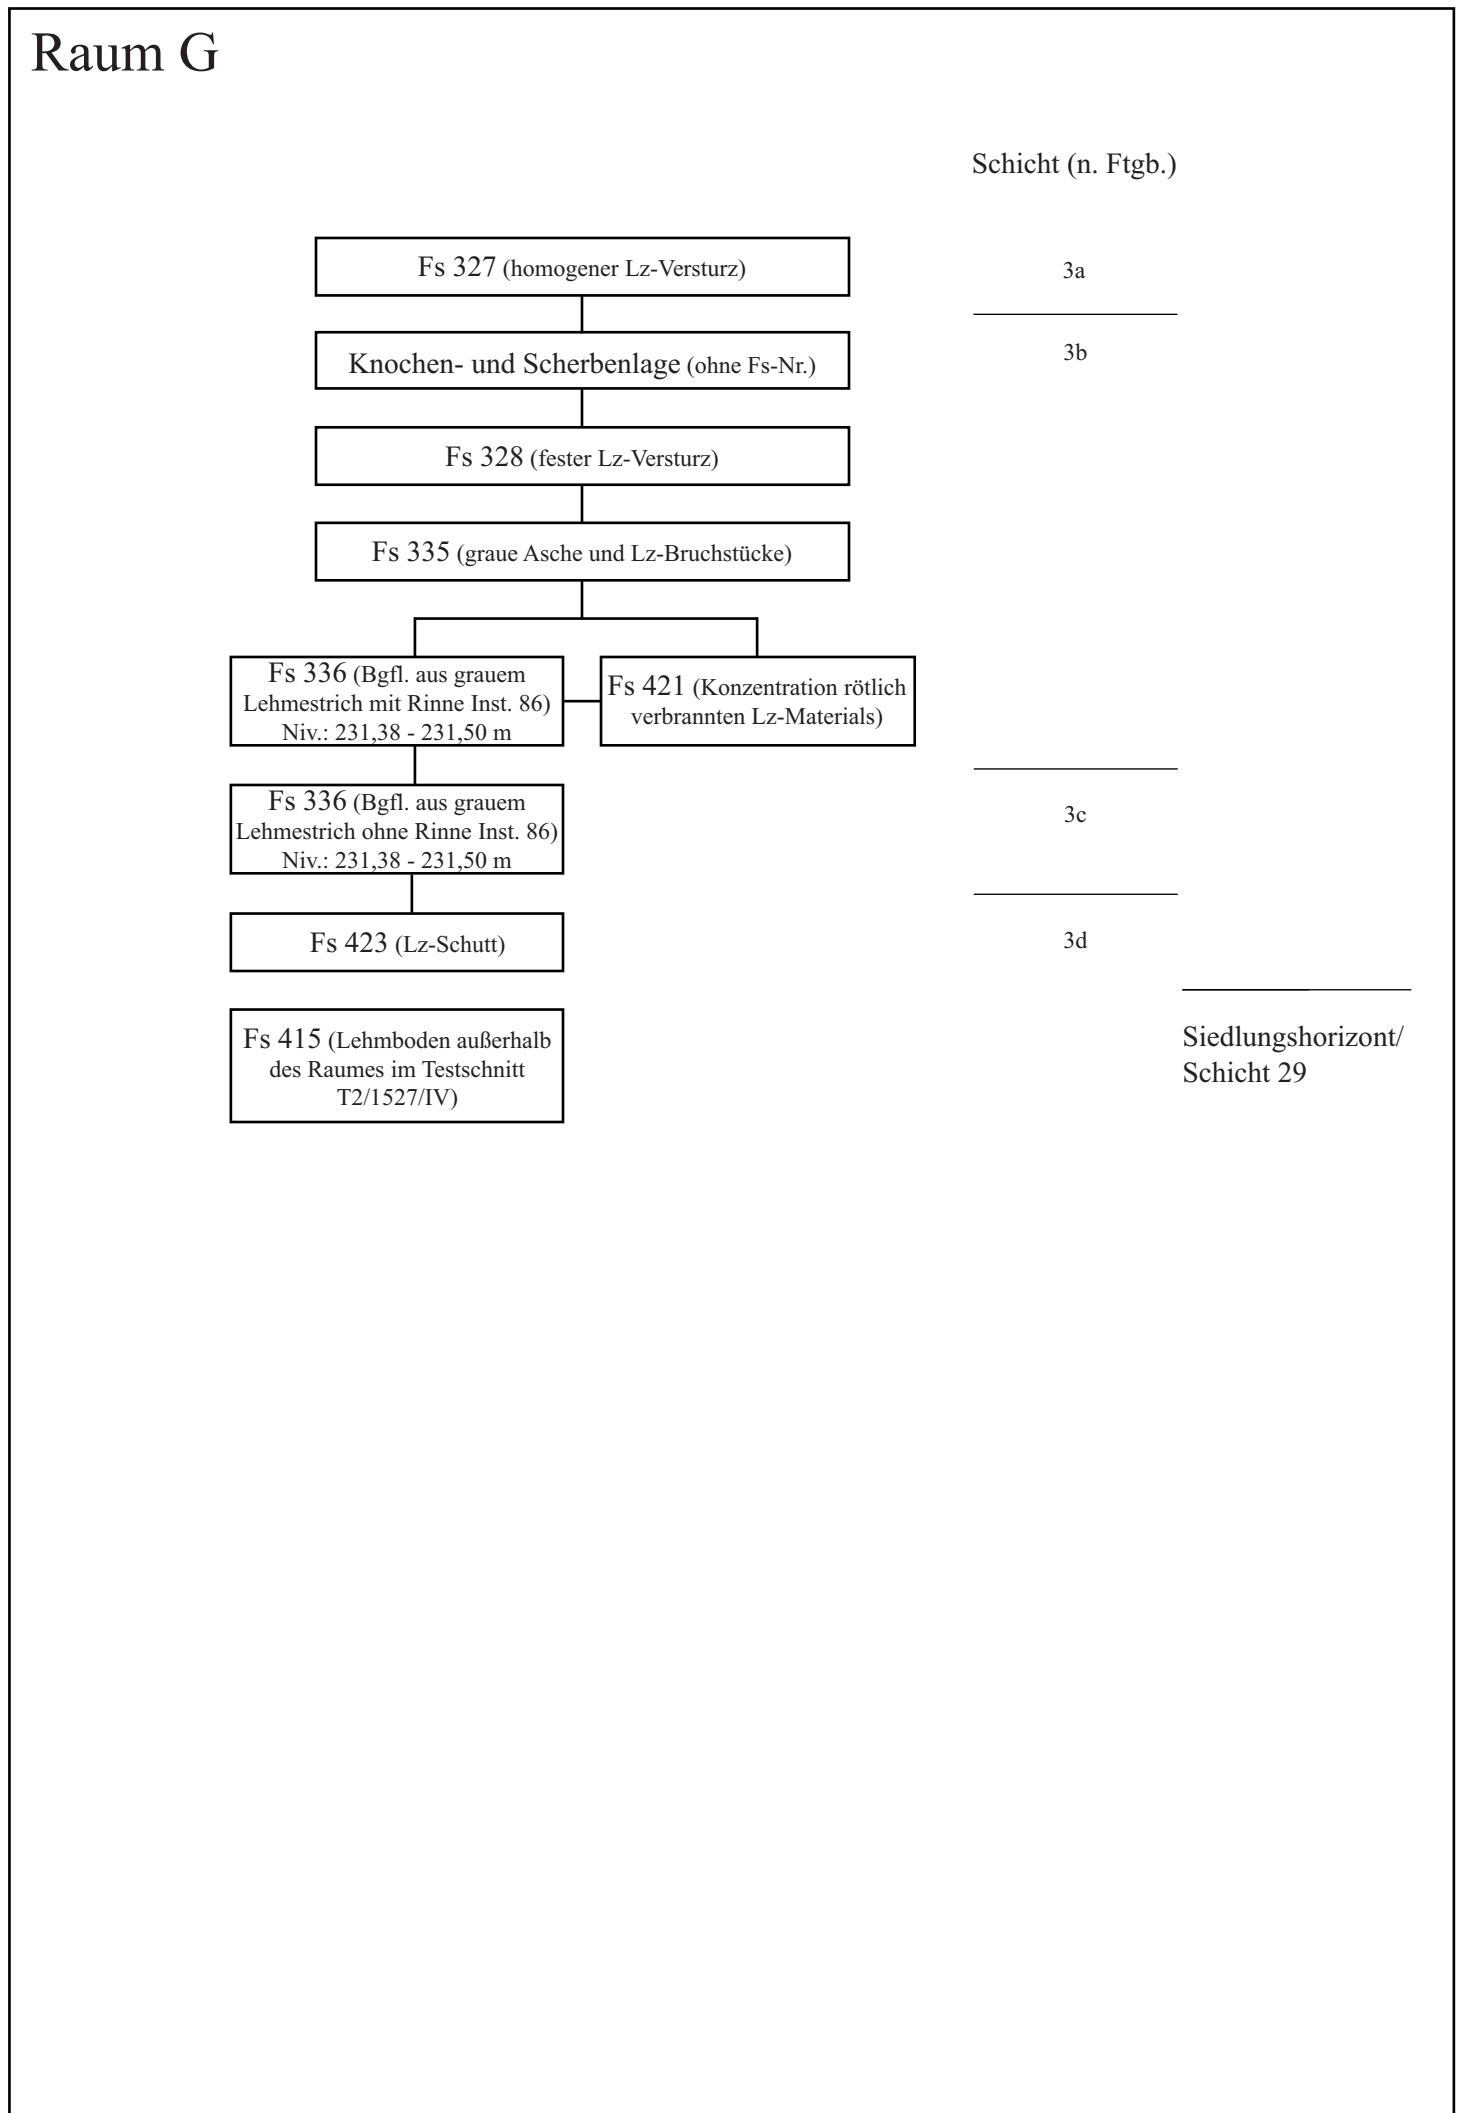 Raum G
Schicht (n. Ftgb.)
Fs 327 (homogener Lz-Versturz)
3a
Knochen- und Scherbenlage (ohne Fs-Nr.)
3b
Fs 328 (fester Lz-Versturz)
Fs 335 (graue Asche und Lz-Bruchstücke)
Fs 336 (Bgfl. aus grauem
Lehmestrich mit Rinne Inst. 86)
Niv.: 231,38 - 231,50 m
Fs 421 (Konzentration rötlich
verbrannten Lz-Materials)
Fs 336 (Bgfl. aus grauem
Lehmestrich ohne Rinne Inst. 86)
Niv.: 231,38 - 231,50 m
3c
Fs 423 (Lz-Schutt)
3d
Fs 415 (Lehmboden außerhalb
des Raumes im Testschnitt
T2/1527/IV)
Siedlungshorizont/
Schicht 29